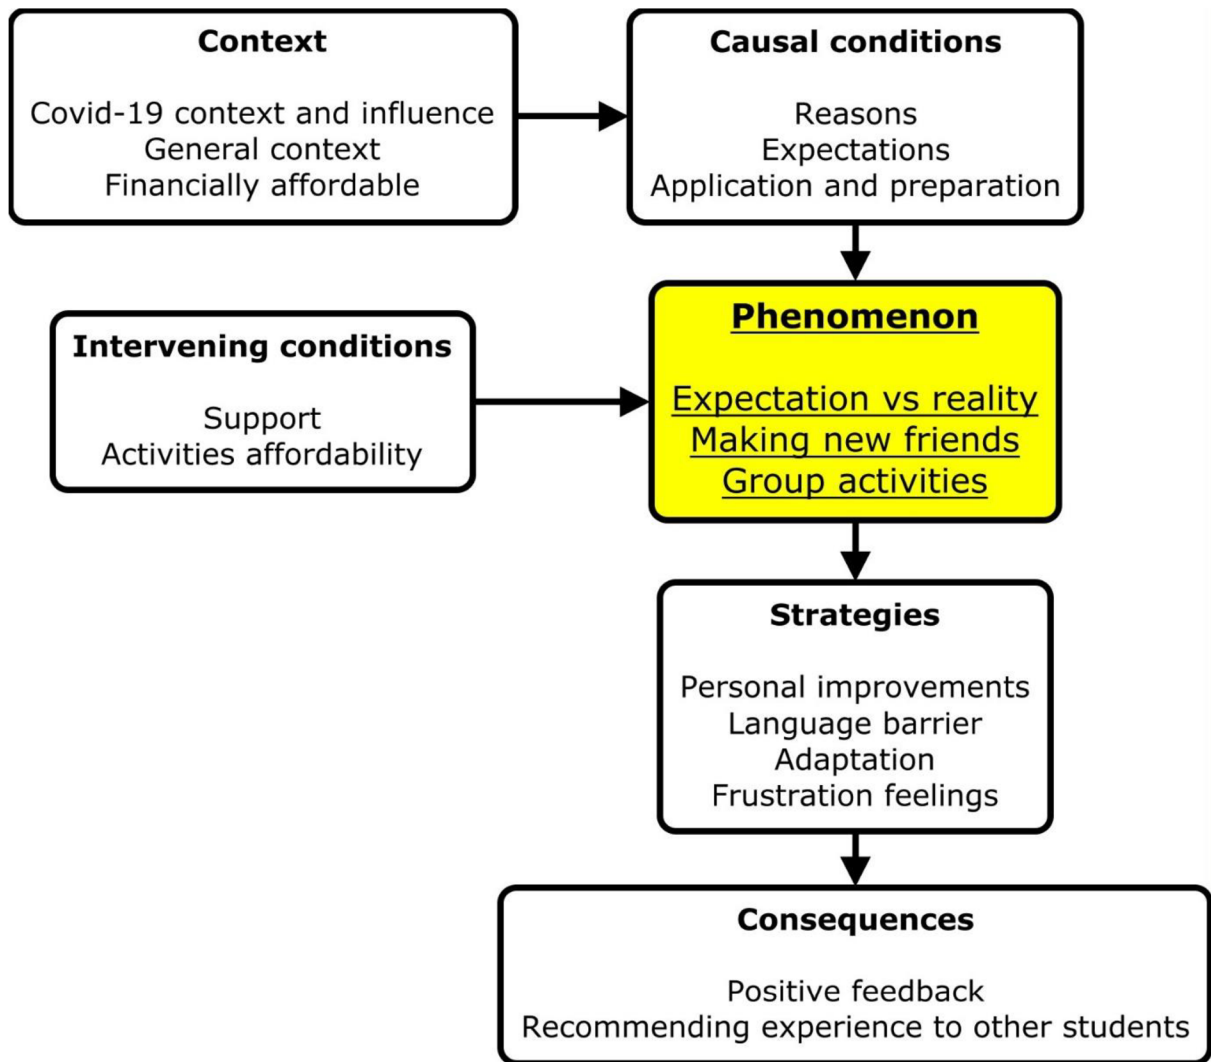 Context
Covid-19 context and influence
General context
Financially affordable
Causal conditions
Reasons
Expectations
Application and preparation
Intervening conditions
Support
Activities affordability
Phenomenon
Expectation vs reality
Making new friends
Group activities
Strategies
Personal improvements
Language barrier
Adaptation
Frustration feelings
Consequences
Positive feedback
Recommending experience to other students